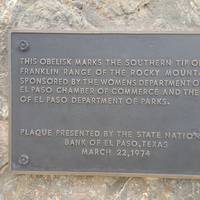 THIS OBELISK MARKS THE SOUTHERN TIP OF
FRANKLIN RANGE OF THE ROCKY MOUNT
SPONSORED BY THE WOMENS DEPARTMENT O
EL PASO CHAMBER OF COMMERCE AND THE
OF EL PASO DEPARTMENT OF PARKS.
PLAQUE PRESENTED BY THE STATE NATION
BANK OF EL PASO, TEXAS
MARCH 22, 1974